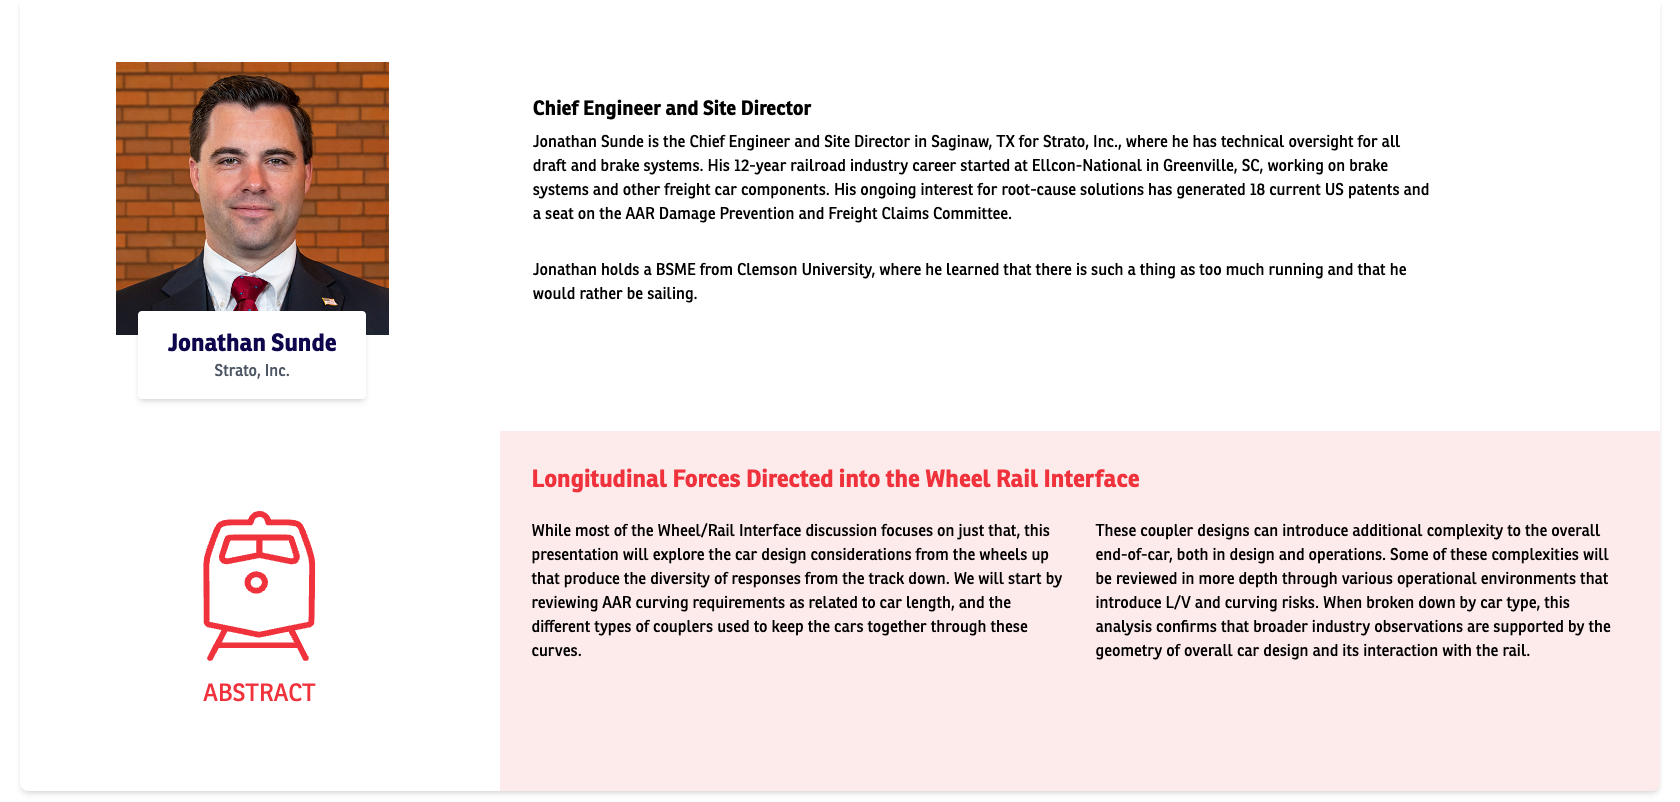 Jonathan Sunde
Strato, Inc.
Chief Engineer and Site Director
Jonathan Sunde is the Chief Engineer and Site Director in Saginaw, TX for Strato, Inc., where he has technical oversight for all
draft and brake systems. His 12-year railroad industry career started at Ellcon-National in Greenville, SC, working on brake
systems and other freight car components. His ongoing interest for root-cause solutions has generated 18 current US patents and
a seat on the AAR Damage Prevention and Freight Claims Committee.
Jonathan holds a BSME from Clemson University, where he learned that there is such a thing as too much running and that he
would rather be sailing.
ABSTRACT
Longitudinal Forces Directed into the Wheel Rail Interface
While most of the Wheel/Rail Interface discussion focuses on just that, this
presentation will explore the car design considerations from the wheels up
that produce the diversity of responses from the track down. We will start by
reviewing AAR curving requirements as related to car length, and the
different types of couplers used to keep the cars together through these
curves.
These coupler designs can introduce additional complexity to the overall
end-of-car, both in design and operations. Some of these complexities will
be reviewed in more depth through various operational environments that
introduce L/V and curving risks. When broken down by car type, this
analysis confirms that broader industry observations are supported by the
geometry of overall car design and its interaction with the rail.